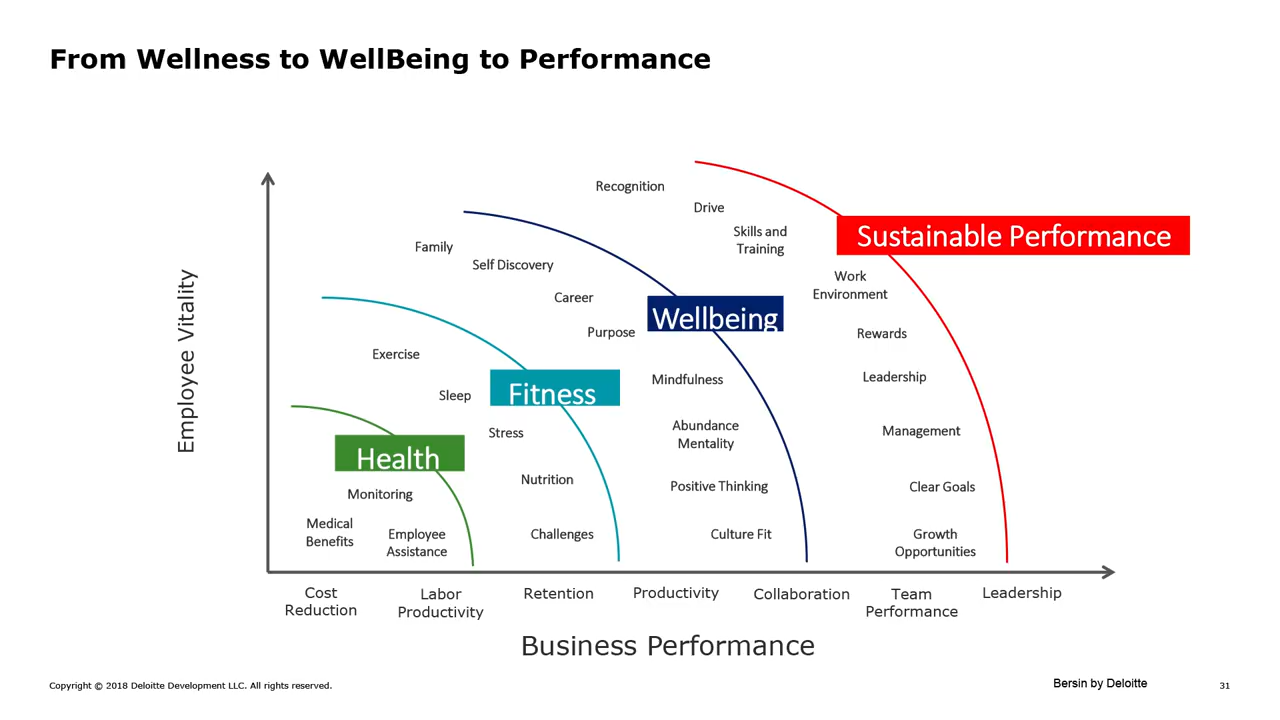 From Wellness to WellBeing to Performance
Recognition
Drive
Skills and
Training
Sustainable Performance
Work
Environment
Rewards
Leadership
Management
Clear Goals
Growth
Opportunities
Family
Self Discovery
Career
Purpose
Wellbeing
Mindfulness
Abundance
Mentality
Positive Thinking
Culture Fit
Exercise
Sleep
Fitness
Stress
Nutrition
Challenges
Health
Monitoring
Medical
Benefits
Employee
Assistance
Employee Vitality
Cost
Reduction
Labor
Productivity
Retention
Productivity
Collaboration
Team
Performance
Leadership
Business Performance
Copyright © 2018 Deloitte Development LLC. All rights reserved.
Bersin by Deloitte
31